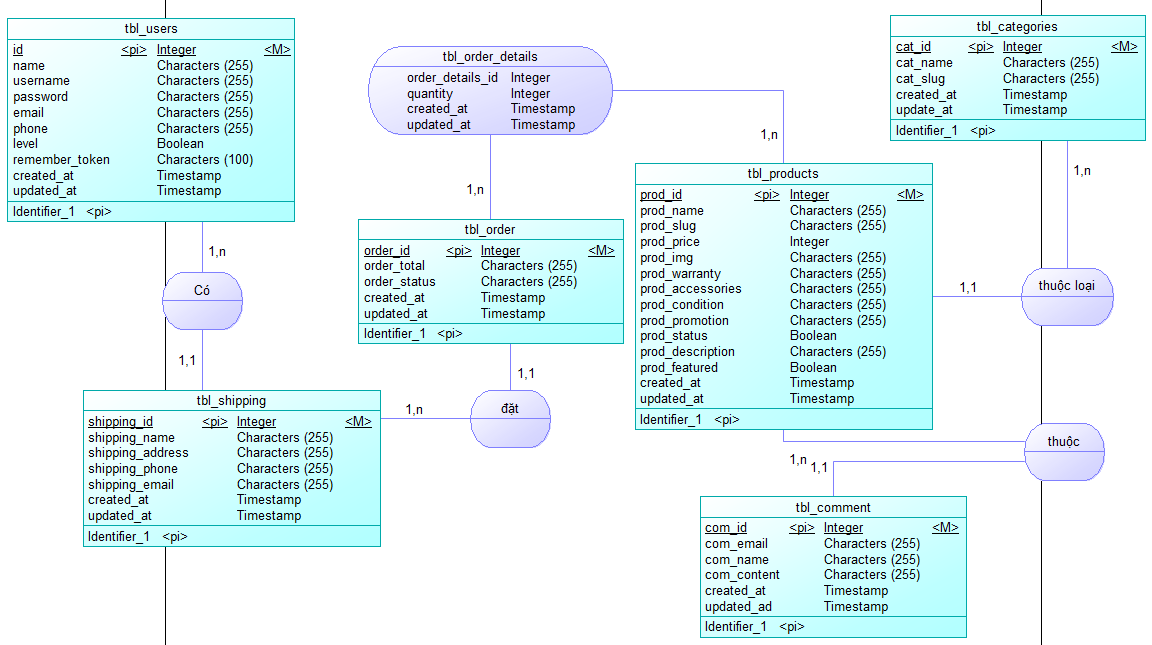 tbl_users
id <pi> Integer <M>
name Characters (255)
username Characters (255)
password Characters (255)
email Characters (255)
phone Characters (255)
level Boolean
remember_token Characters (100)
created_at Timestamp
updated_at Timestamp
Identifier_1 <pi>
1,n
Có
1,1
tbl_shipping
shipping_id <pi> Integer <M>
shipping_name Characters (255)
shipping_address Characters (255)
shipping_phone Characters (255)
shipping_email Characters (255)
created_at Timestamp
updated_at Timestamp
Identifier_1 <pi>
1,n
đặt
1,1
tbl_order_details
order_details_id Integer
quantity Integer
created_at Timestamp
updated_at Timestamp
1,n
1,n
tbl_order
order_id <pi> Integer <M>
order_total Characters (255)
order_status Characters (255)
created_at Timestamp
updated_at Timestamp
Identifier_1 <pi>
tbl_products
prod_id <pi> Integer <M>
prod_name Characters (255)
prod_slug Characters (255)
prod_price Integer
prod_img Characters (255)
prod_warranty Characters (255)
prod_accessories Characters (255)
prod_condition Characters (255)
prod_promotion Characters (255)
prod_status Boolean
prod_description Characters (255)
prod_featured Boolean
created_at Timestamp
updated_at Timestamp
Identifier_1 <pi>
tbl_categories
cat_id <pi> Integer <M>
cat_name Characters (255)
cat_slug Characters (255)
created_at Timestamp
update_at Timestamp
Identifier_1 <pi>
1,n
thuộc loại
1,1
thuộc
1,n
1,1
tbl_comment
com_id <pi> Integer <M>
com_email Characters (255)
com_name Characters (255)
com_content Characters (255)
created_at Timestamp
updated_ad Timestamp
Identifier_1 <pi>